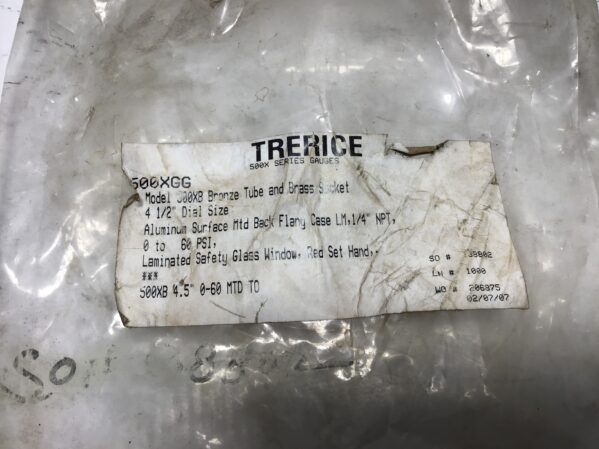 TRERICE
500X SERIES GAUGES
500XGG
Model 500XB Bronze Tube and Brass Socket
4 1/2" Dial Size
Aluminum Surface Mtd Back Flang Case LM,1/4" NPT,
0 to 60 PSI,
Laminated Safety Glass Window, Red Set Hand,.
***
500XB 4.5" 0-60 MTD TO
SO #
LN # 1000
WO # 206875
02/07/07